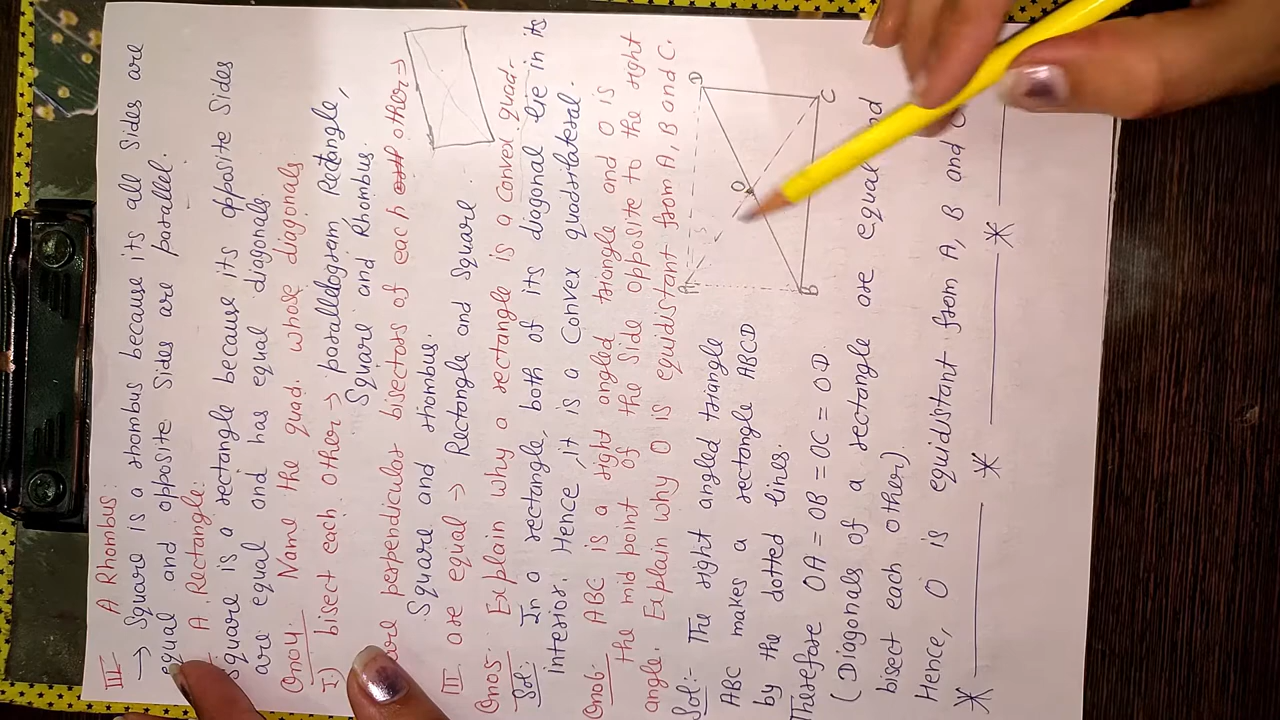 III A Rhombus
→ Square is a rhombus because its all Sides are
equal and opposite Sides are parallel.
A Rectangle.
Square is a rectangle because its opposite Sides
are equal and has equal diagonals
Qno4. Name the quad. whose diagonals
I.) bisect each other → paralldogram, Rectangle,
Square and Rhombus.
are perpendicular bisectors of each other →
Square and rhombus.
III are equal → Rectangle and Square
Qno5. Explain why a rectangle is a convex quad.
Sol:. In a rectangle, both of its diagonal lie in its
interior. Hence, it is a Convex quadrilateral.
Qno6. ABC is a right angled triangle and O is
the mid point of the Side opposite to the right
angle. Explain why O is equidistant from A, B and C.
Sol:- The right angled triangle
ABC makes a rectangle ABCD
by the dotted lines.
Therefore OA = OB = OC = OD
(Diagonals of a rectangle are equal and
bisect each other)
Hence, O is equidistant from A, B and C
A
D
O
B
C